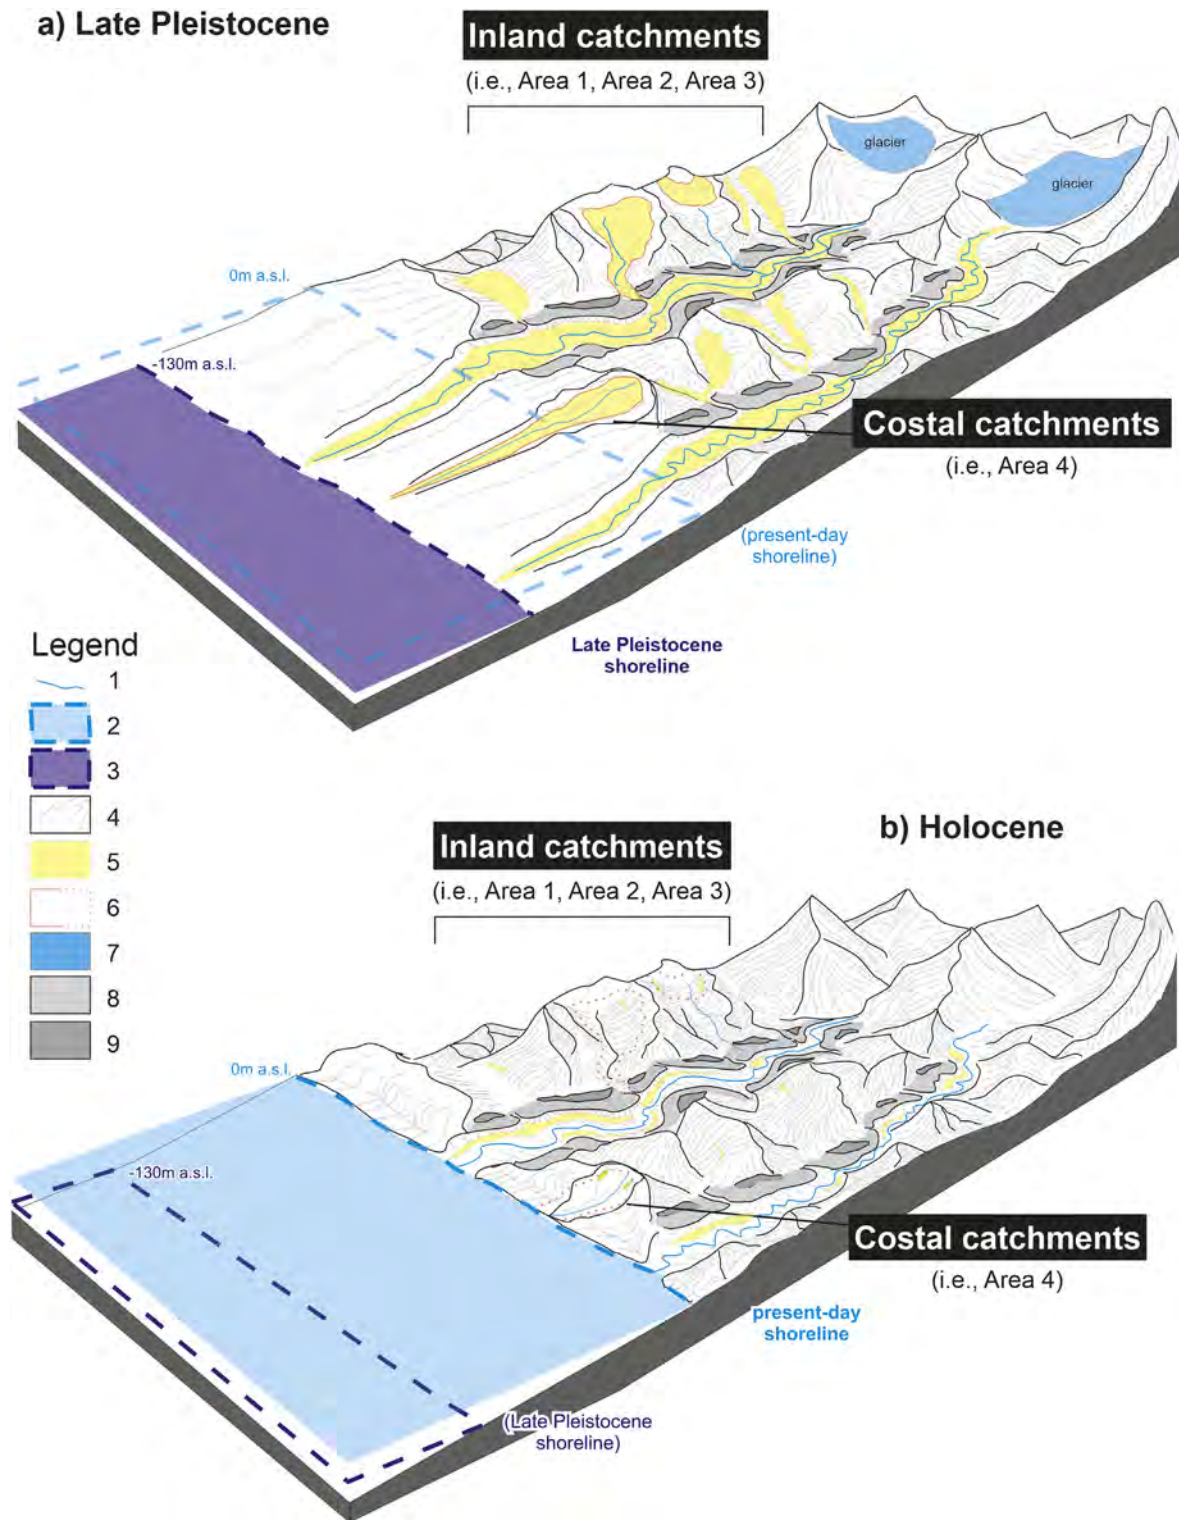 a) Late Pleistocene
Inland catchments
(i.e., Area 1, Area 2, Area 3)
glacier
glacier
0m a.s.l.
-130m a.s.l.
Costal catchments
(i.e., Area 4)
(present-day
shoreline)
Late Pleistocene
shoreline
Legend
1
2
3
4
5
6
7
8
9
b) Holocene
Inland catchments
(i.e., Area 1, Area 2, Area 3)
0m a.s.l.
-130m a.s.l.
Costal catchments
(i.e., Area 4)
present-day
shoreline
(Late Pleistocene
shoreline)